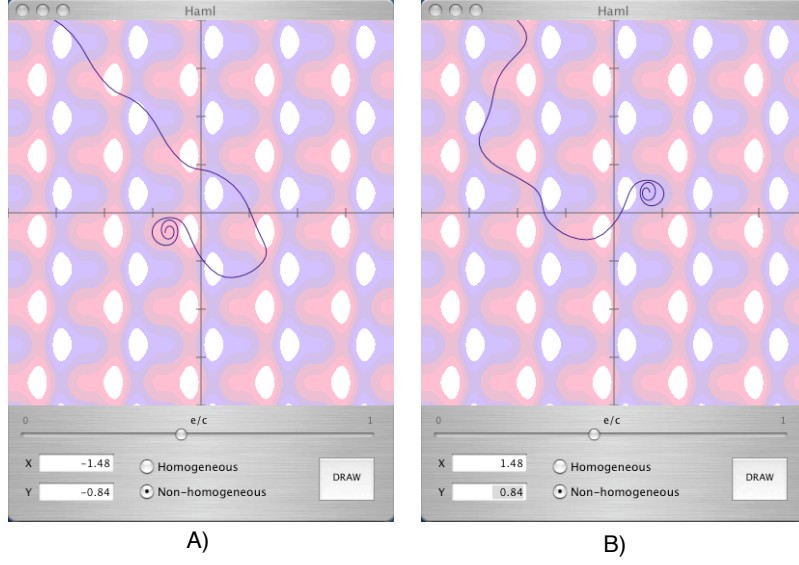 Haml
0 e/c 1
X -1.48
Homogeneous
DRAW
Y -0.84
Non-homogeneous
A)
Haml
0 e/c 1
X 1.48
Homogeneous
DRAW
Y 0.84
Non-homogeneous
B)